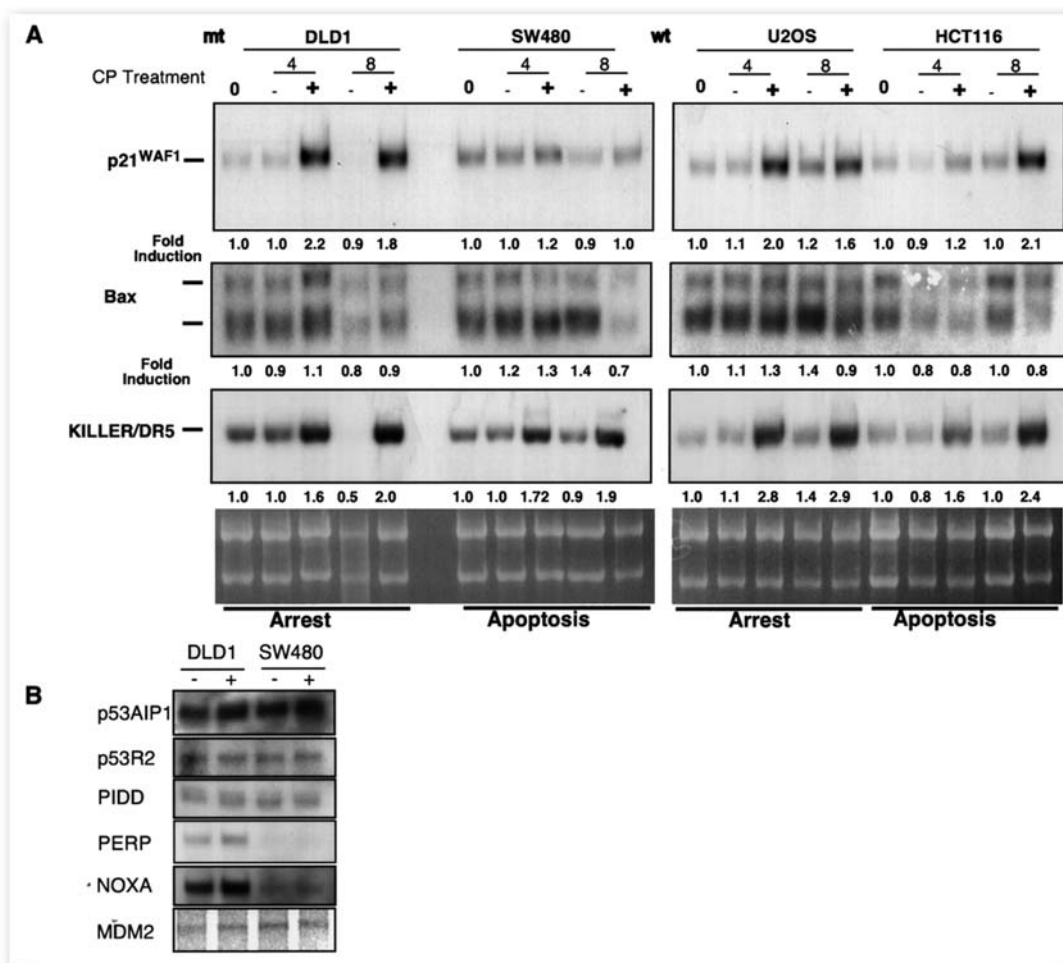 A mt DLD1 SW480 wt U2OS HCT116
CP Treatment 4 8 4 8 4 8 4 8
0 - + - + 0 - + - + 0 - + - + 0 - + - +
p21WAF1
Fold Induction 1.0 1.0 2.2 0.9 1.8 1.0 1.0 1.2 0.9 1.0 1.0 1.1 2.0 1.2 1.6 1.0 0.9 1.2 1.0 2.1
Bax
Fold Induction 1.0 0.9 1.1 0.8 0.9 1.0 1.2 1.3 1.4 0.7 1.0 1.1 1.3 1.4 0.9 1.0 0.8 0.8 1.0 0.8
KILLER/DR5
1.0 1.0 1.6 0.5 2.0 1.0 1.0 1.72 0.9 1.9 1.0 1.1 2.8 1.4 2.9 1.0 0.8 1.6 1.0 2.4
Arrest Apoptosis Arrest Apoptosis
B DLD1 SW480
- + - +
p53AIP1
p53R2
PIDD
PERP
NOXA
MDM2